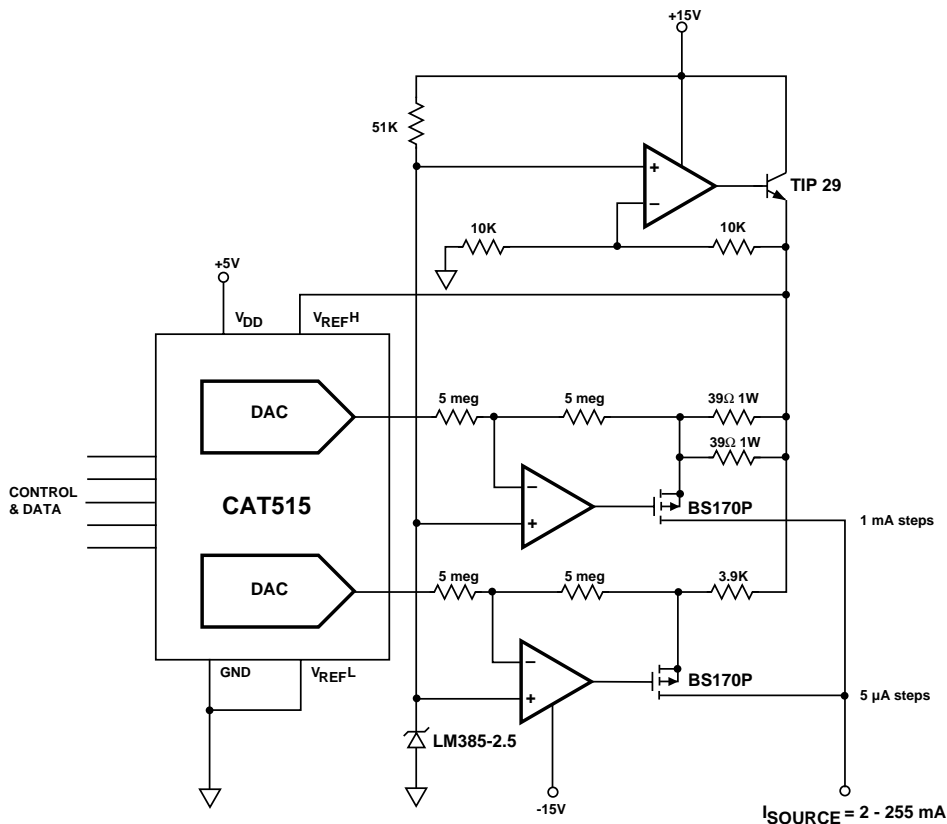 +15V
51K
+
−
TIP 29
10K
10K
+5V
VDD
VREFH
DAC
5 meg
5 meg
39Ω 1W
39Ω 1W
−
+
BS170P
CONTROL
& DATA
CAT515
1 mA steps
DAC
5 meg
5 meg
3.9K
−
+
BS170P
GND
VREFL
5 µA steps
LM385-2.5
-15V
ISOURCE = 2 - 255 mA